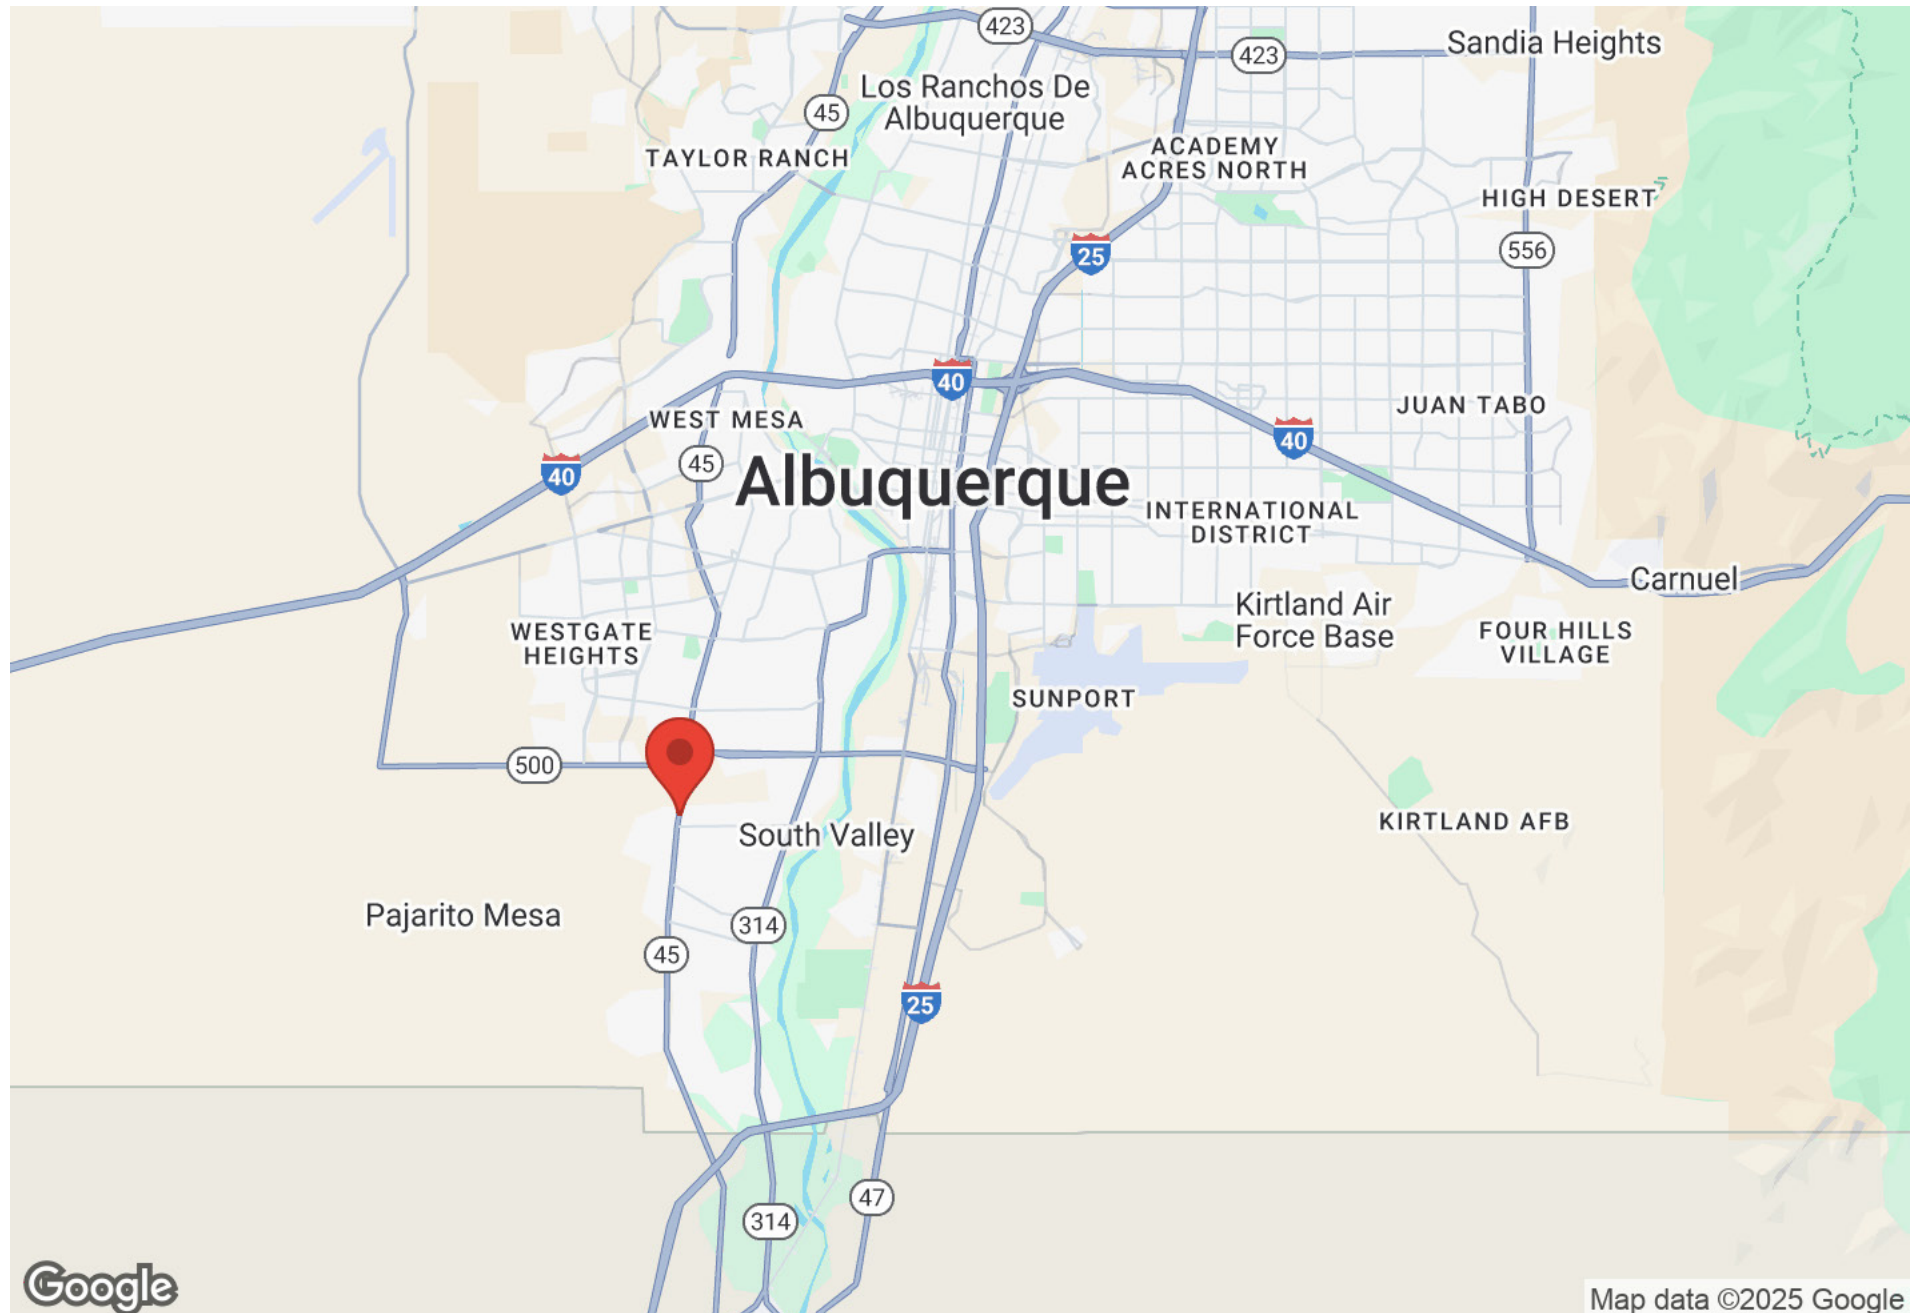 423
423
Sandia Heights
Los Ranchos De
Albuquerque
45
TAYLOR RANCH
ACADEMY
ACRES NORTH
HIGH DESERT
25
556
40
WEST MESA
JUAN TABO
45
40
40
Albuquerque
INTERNATIONAL
DISTRICT
Carnuel
Kirtland Air
Force Base
WESTGATE
HEIGHTS
FOUR HILLS
VILLAGE
SUNPORT
500
South Valley
KIRTLAND AFB
Pajarito Mesa
314
45
25
47
314
Google
Map data ©2025 Google